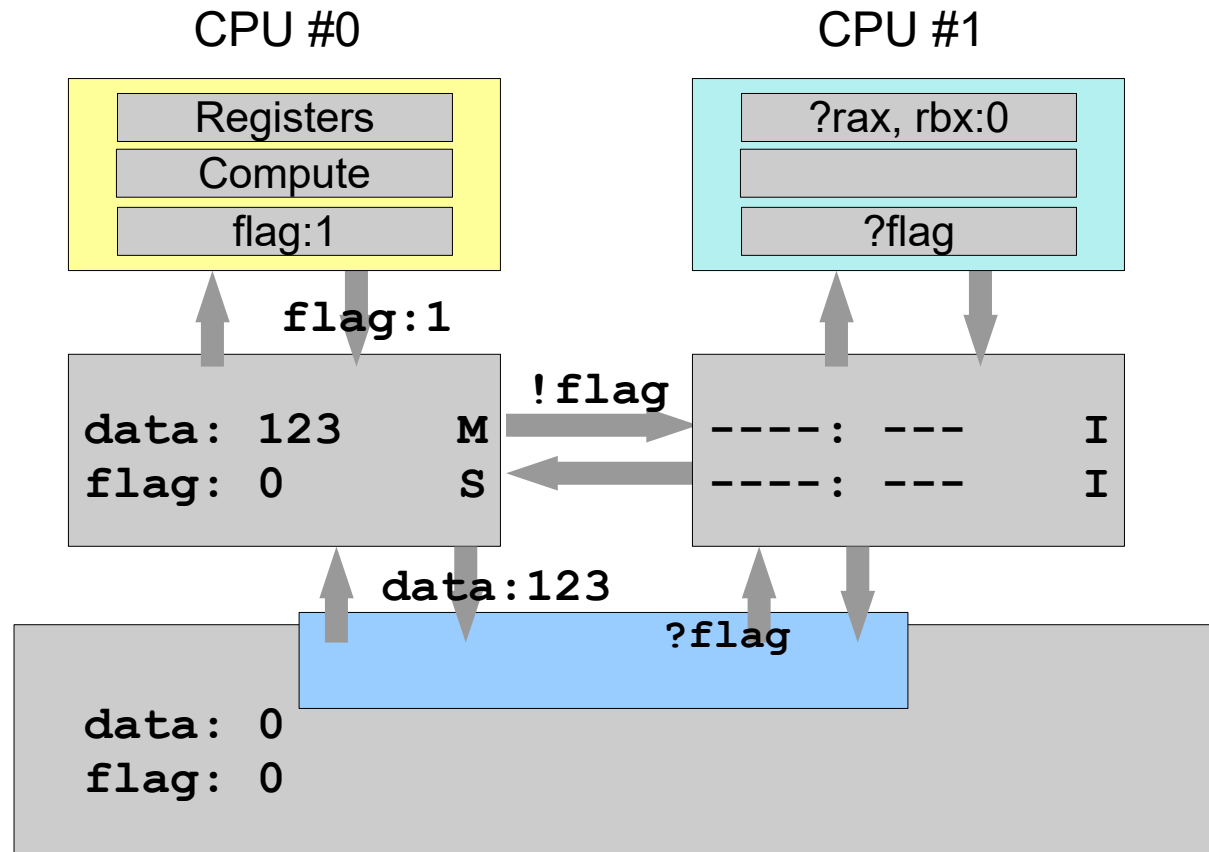 CPU #0
CPU #1
Registers
Compute
flag:1
?rax, rbx:0
?flag
flag:1
!flag
data: 123 M
flag: 0 S
----: --- I
----: --- I
data:123
?flag
data: 0
flag: 0